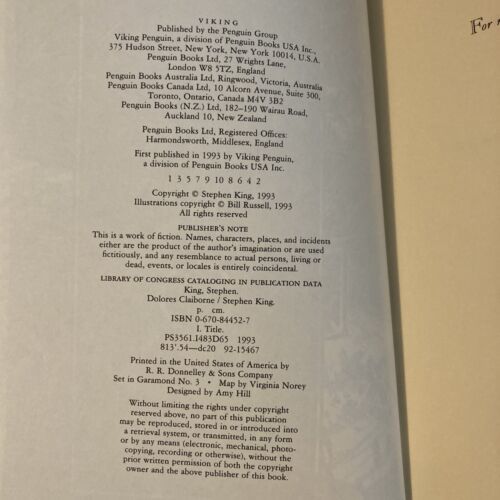 VIKING
Published by the Penguin Group
Viking Penguin, a division of Penguin Books USA Inc.,
375 Hudson Street, New York, New York 10014, U.S.A.
Penguin Books Ltd, 27 Wrights Lane,
London W8 5TZ, England
Penguin Books Australia Ltd, Ringwood, Victoria, Australia
Penguin Books Canada Ltd, 10 Alcorn Avenue, Suite 300,
Toronto, Ontario, Canada M4V 3B2
Penguin Books (N.Z.) Ltd, 182–190 Wairau Road,
Auckland 10, New Zealand
Penguin Books Ltd, Registered Offices:
Harmondsworth, Middlesex, England
First published in 1993 by Viking Penguin,
a division of Penguin Books USA Inc.
1 3 5 7 9 10 8 6 4 2
Copyright © Stephen King, 1993
Illustrations copyright © Bill Russell, 1993
All rights reserved
PUBLISHER'S NOTE
This is a work of fiction. Names, characters, places, and incidents
either are the product of the author's imagination or are used
fictitiously, and any resemblance to actual persons, living or
dead, events, or locales is entirely coincidental.
LIBRARY OF CONGRESS CATALOGING IN PUBLICATION DATA
King, Stephen.
Dolores Claiborne / Stephen King.
p. cm.
ISBN 0-670-84452-7
I. Title.
PS3561.I483D65 1993
813'.54—dc20 92-15467
Printed in the United States of America by
R. R. Donnelley & Sons Company
Set in Garamond No. 3 • Map by Virginia Norey
Designed by Amy Hill
Without limiting the rights under copyright
reserved above, no part of this publication
may be reproduced, stored in or introduced into
a retrieval system, or transmitted, in any form
or by any means (electronic, mechanical, photo-
copying, recording or otherwise), without the
prior written permission of both the copyright
owner and the above publisher of this book.
For